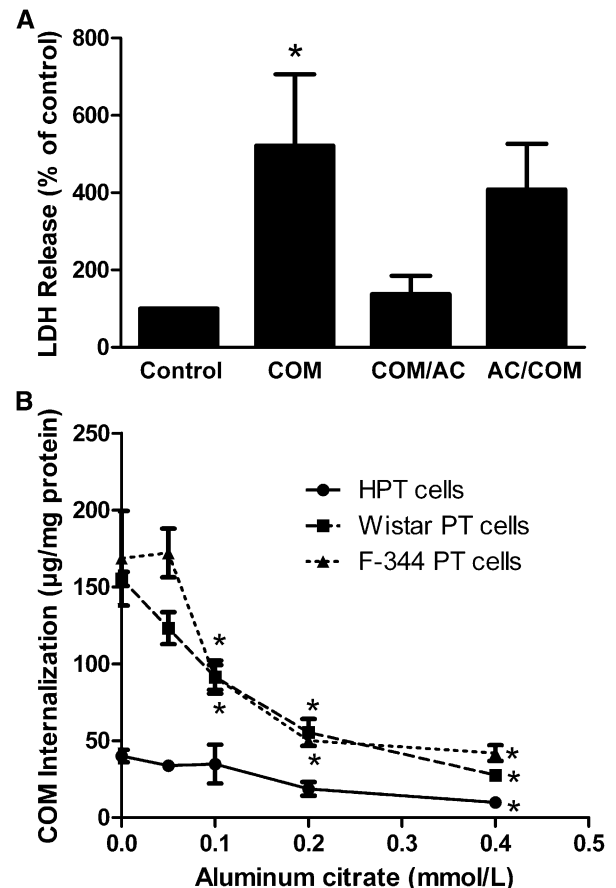 A
LDH Release (% of control)
800
600
400
200
0
*
Control COM COM/AC AC/COM
B
COM Internalization (µg/mg protein)
250
200
150
100
50
0
HPT cells
Wistar PT cells
F-344 PT cells
*
*
*
*
*
*
*
0.0 0.1 0.2 0.3 0.4 0.5
Aluminum citrate (mmol/L)